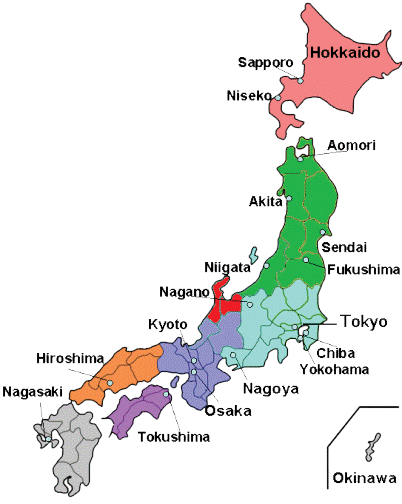 Hokkaido
Sapporo
Niseko
Aomori
Akita
Sendai
Niigata
Fukushima
Nagano
Tokyo
Kyoto
Chiba
Hiroshima
Yokohama
Nagasaki
Nagoya
Osaka
Tokushima
Okinawa